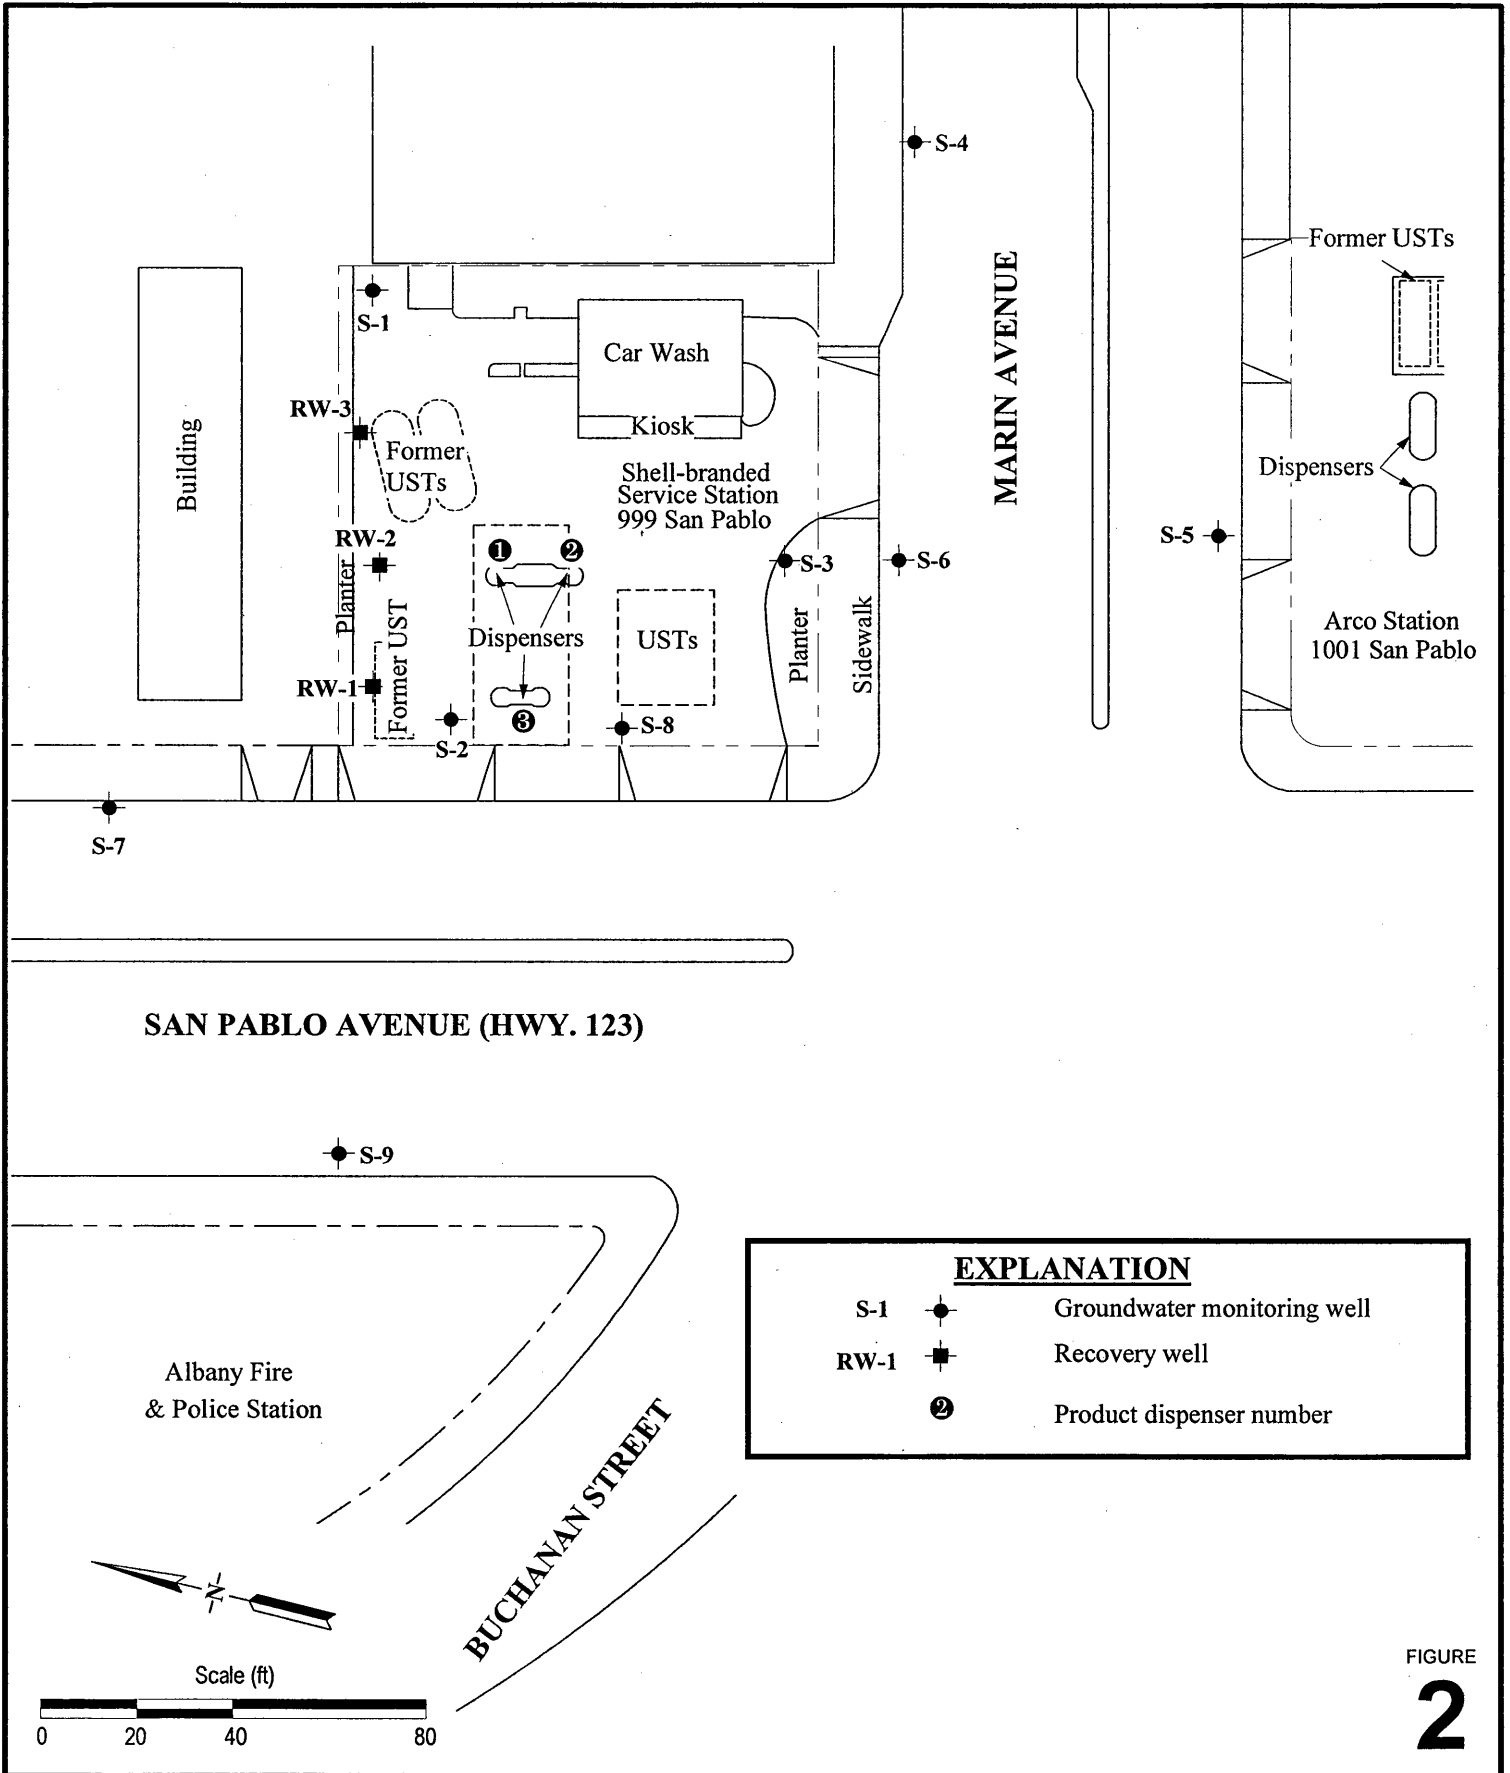 S-4
MARIN AVENUE
Former USTs
S-1
Car Wash
Kiosk
RW-3
Former
USTs
Building
Shell-branded
Service Station
999 San Pablo
Dispensers
RW-2
1
2
S-3
S-6
S-5
Planter
Former UST
Dispensers
USTs
Planter
Sidewalk
Arco Station
1001 San Pablo
RW-1
3
S-2
S-8
S-7
SAN PABLO AVENUE (HWY. 123)
S-9
EXPLANATION
S-1 Groundwater monitoring well
RW-1 Recovery well
2 Product dispenser number
Albany Fire
& Police Station
BUCHANAN STREET
N
Scale (ft)
0 20 40 80
FIGURE
2